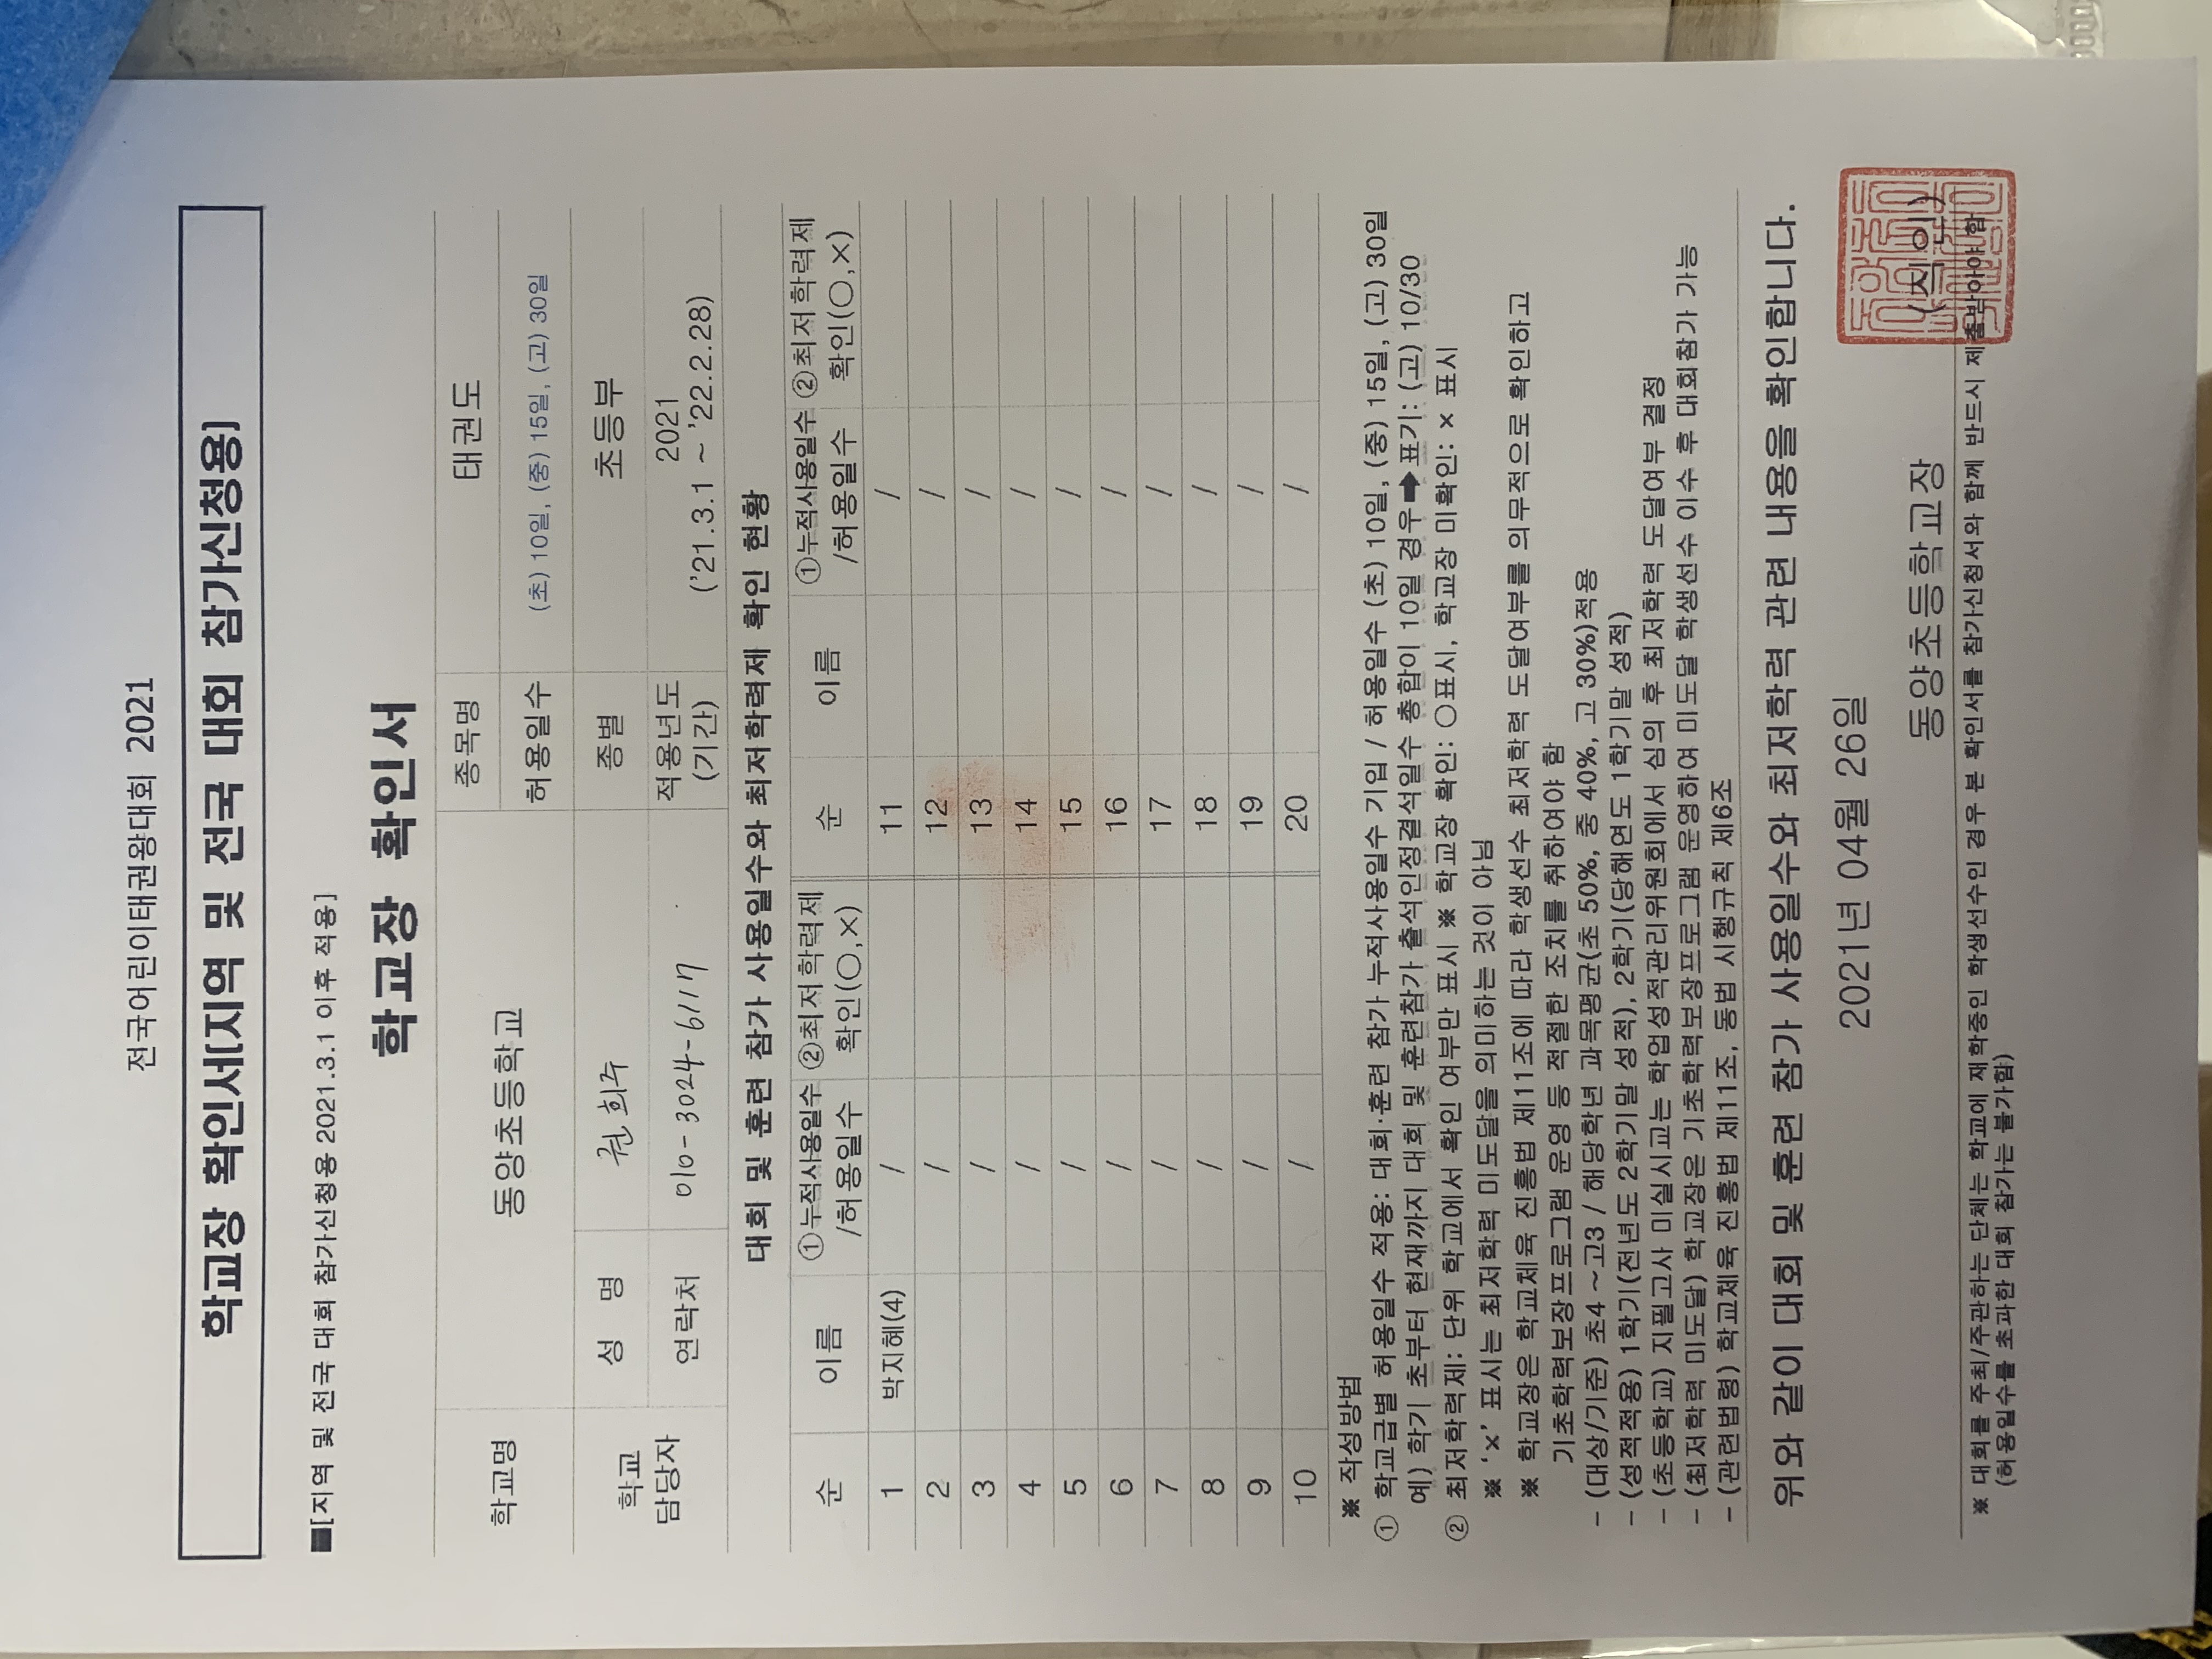 전국어린이태권왕대회 2021
학교장 확인서[지역 및 전국 대회 참가신청용]
■[지역 및 전국 대회 참가신청용 2021.3.1 이후 적용]
학교장 확인서
학교명 동양초등학교 종목명 태권도
허용일수 (초) 10일, (중) 15일, (고) 30일
학교 담당자 성 명 권희주 종별 초등부
연락처 010-3024-6117 적용년도 (기간) 2021 ('21.3.1 ~ '22.2.28)
대회 및 훈련 참가 사용일수와 최저학력제 확인 현황
순 이름 ①누적사용일수 /허용일수 ②최저학력제 확인(○,×) 순 이름 ①누적사용일수 /허용일수 ②최저학력제 확인(○,×)
1 박지혜(4) / 11 /
2 / 12 /
3 / 13 /
4 / 14 /
5 / 15 /
6 / 16 /
7 / 17 /
8 / 18 /
9 / 19 /
10 / 20 /
※ 작성방법
① 학교급별 허용일수 적용: 대회·훈련 참가 누적사용일수 기입 / 허용일수 (초) 10일, (중) 15일, (고) 30일
예) 학기 초부터 현재까지 대회 및 훈련참가 출석인정결석일수 총합이 10일 경우➡표기: (고) 10/30
② 최저학력제: 단위 학교에서 확인 여부만 표시 ※ 학교장 확인: ○표시, 학교장 미확인: × 표시
※ '×' 표시는 최저학력 미도달을 의미하는 것이 아님
※ 학교장은 학교체육 진흥법 제11조에 따라 학생선수 최저학력 도달여부를 의무적으로 확인하고
기초학력보장프로그램 운영 등 적절한 조치를 취하여야 함
- (대상/기준) 초4 ~ 고3 / 해당학년 과목평균(초 50%, 중 40%, 고 30%)적용
- (성적적용) 1학기(전년도 2학기말 성적), 2학기(당해연도 1학기말 성적)
- (초등학교) 지필고사 미실시교는 학업성적관리위원회에서 심의 후 최저학력 도달여부 결정
- (최저학력 미도달) 학교장은 기초학력보장프로그램 운영하여 미도달 학생선수 이수 후 대회참가 가능
- (관련법령) 학교체육 진흥법 제11조, 동법 시행규칙 제6조
위와 같이 대회 및 훈련 참가 사용일수와 최저학력 관련 내용을 확인합니다.
2021년 04월 26일
동양초등학교장 (직인)
※ 대회를 주최/주관하는 단체는 학교에 재학중인 학생선수인 경우 본 확인서를 참가신청서와 함께 반드시 제출받아야 함
(허용일수를 초과한 대회 참가는 불가함)